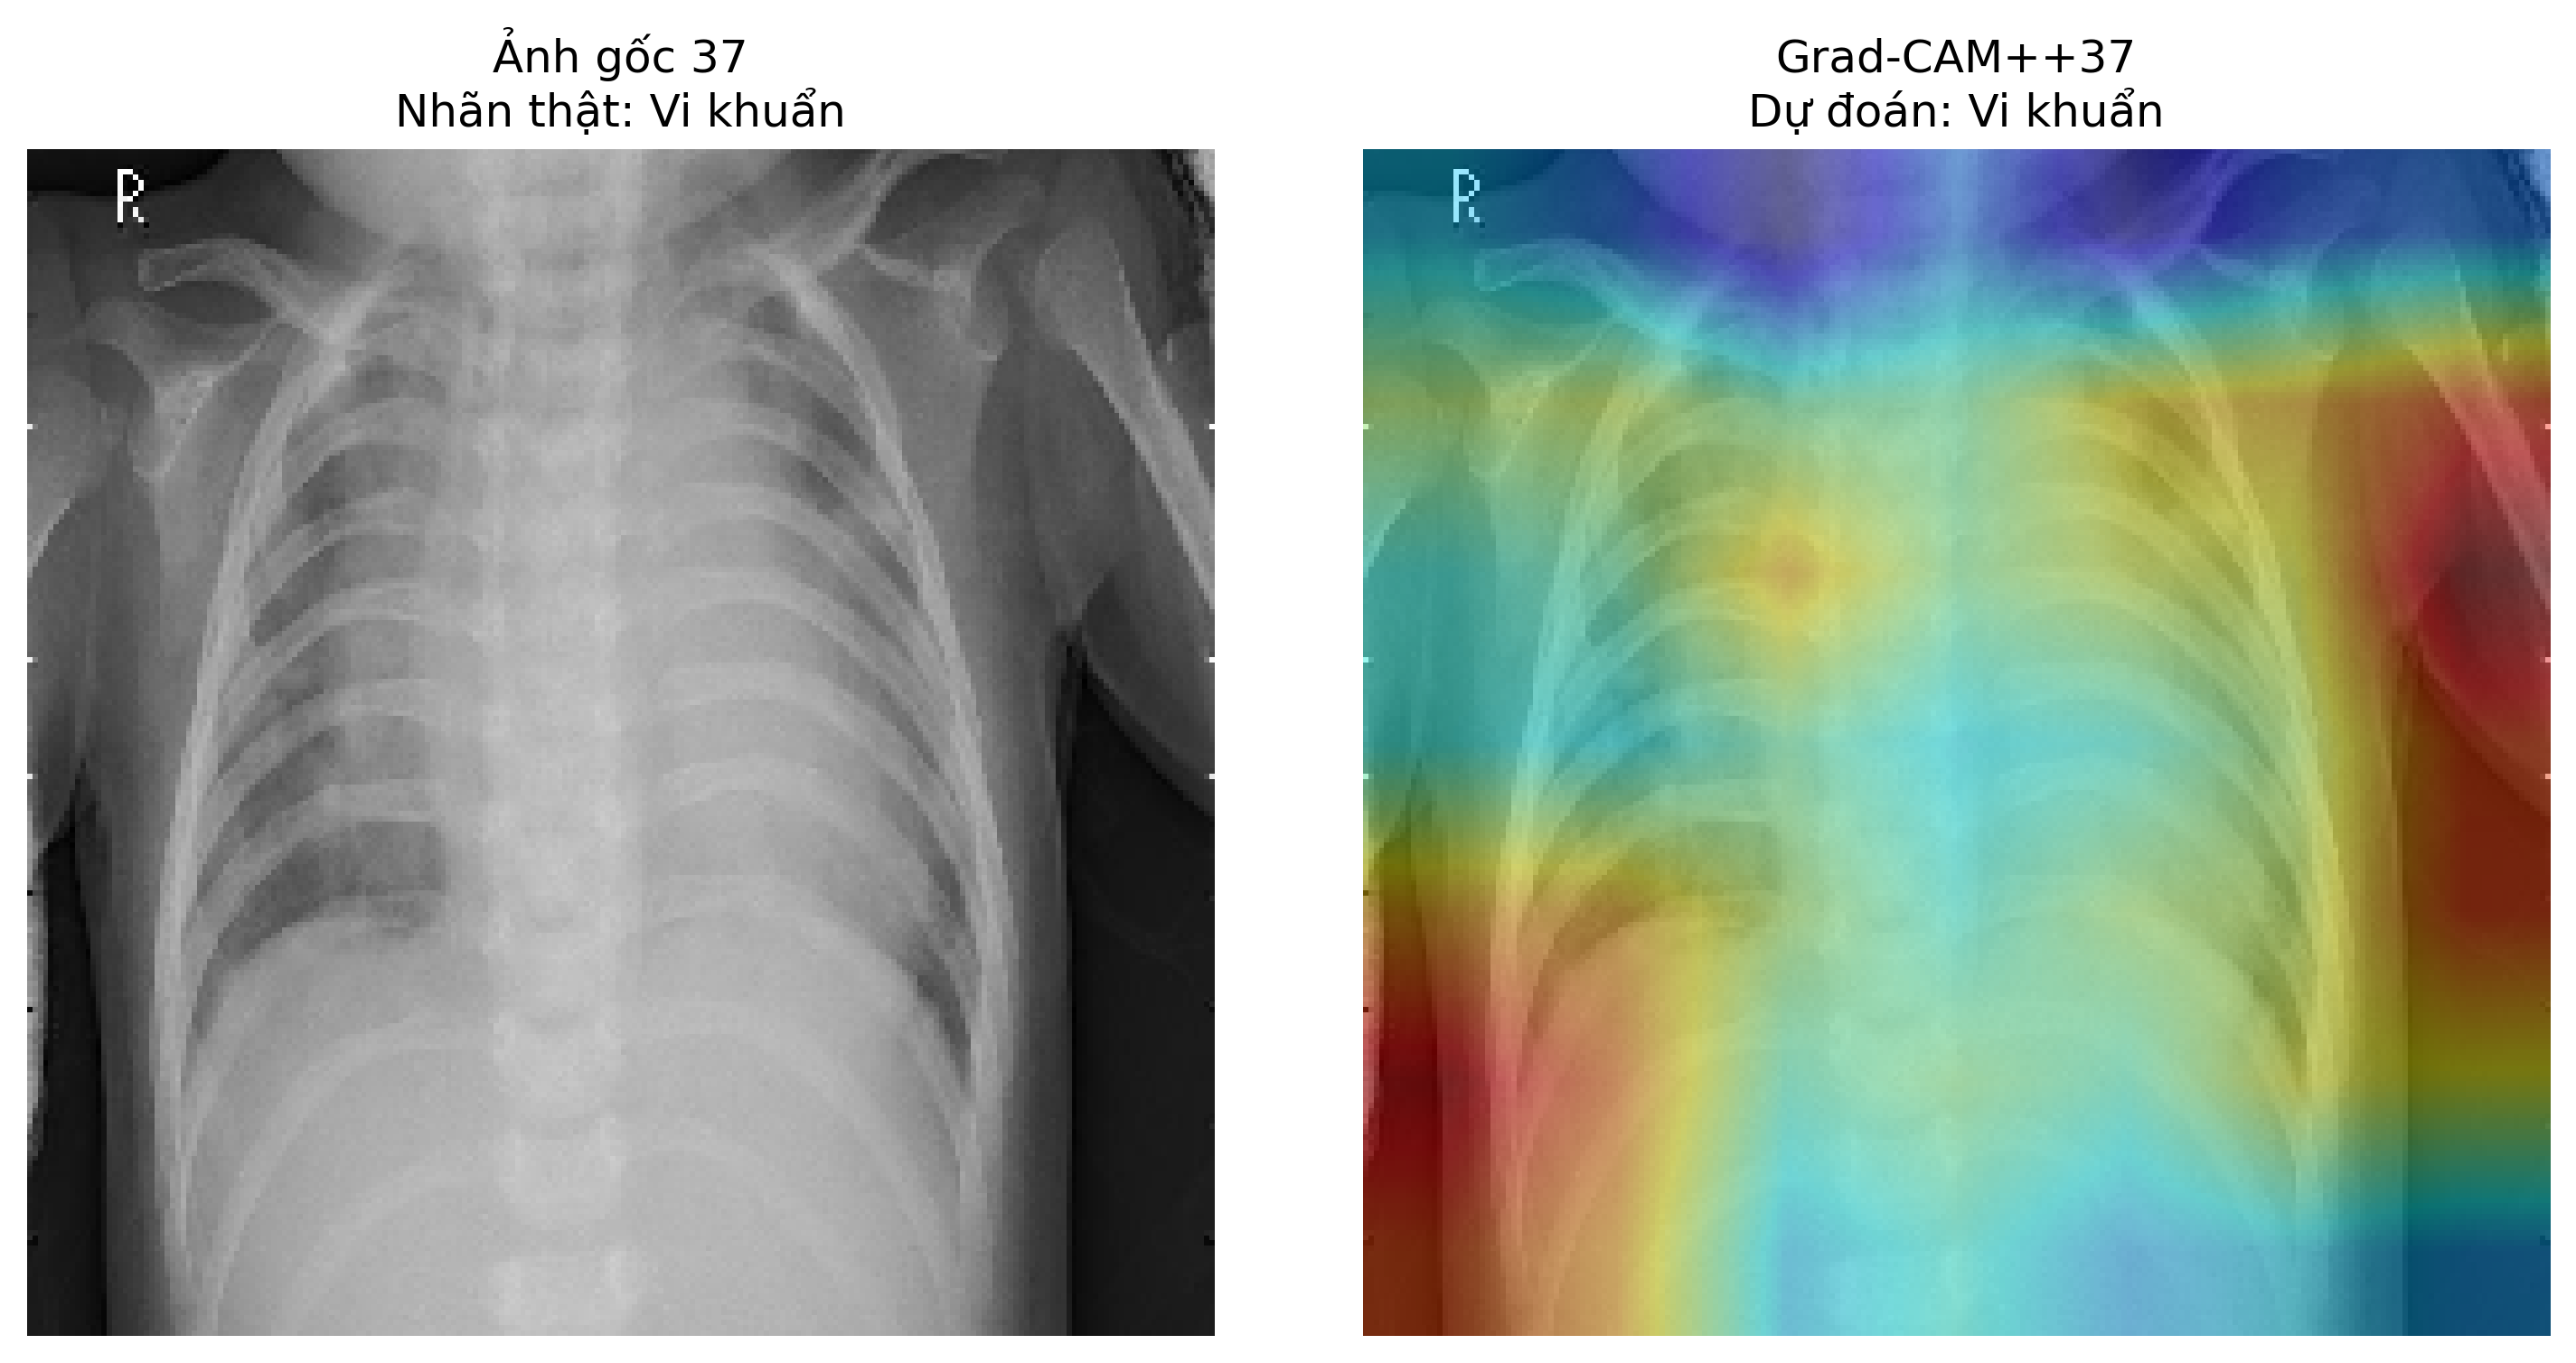 Ảnh gốc 37
Nhãn thật: Vi khuẩn
R
Grad-CAM++37
Dự đoán: Vi khuẩn
R